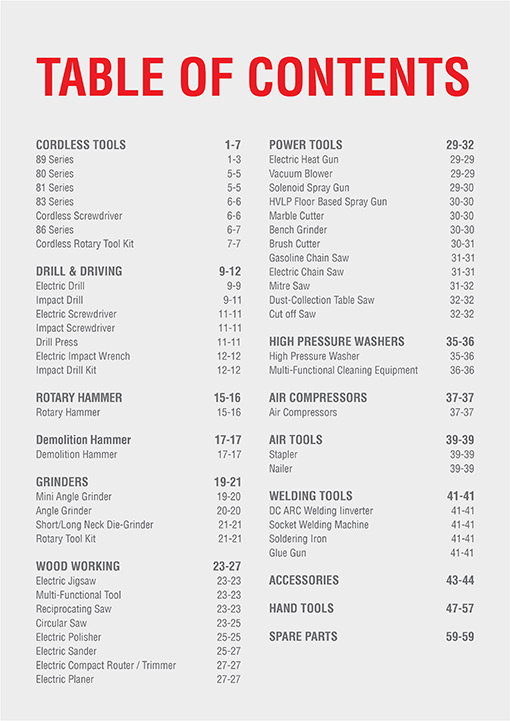 TABLE OF CONTENTS
CORDLESS TOOLS 1-7
89 Series 1-3
80 Series 5-5
81 Series 5-5
83 Series 6-6
Cordless Screwdriver 6-6
86 Series 6-7
Cordless Rotary Tool Kit 7-7
DRILL & DRIVING 9-12
Electric Drill 9-9
Impact Drill 9-11
Electric Screwdriver 11-11
Impact Screwdriver 11-11
Drill Press 11-11
Electric Impact Wrench 12-12
Impact Drill Kit 12-12
ROTARY HAMMER 15-16
Rotary Hammer 15-16
Demolition Hammer 17-17
Demolition Hammer 17-17
GRINDERS 19-21
Mini Angle Grinder 19-20
Angle Grinder 20-20
Short/Long Neck Die-Grinder 21-21
Rotary Tool Kit 21-21
WOOD WORKING 23-27
Electric Jigsaw 23-23
Multi-Functional Tool 23-23
Reciprocating Saw 23-23
Circular Saw 23-25
Electric Polisher 25-25
Electric Sander 25-27
Electric Compact Router / Trimmer 27-27
Electric Planer 27-27
POWER TOOLS 29-32
Electric Heat Gun 29-29
Vacuum Blower 29-29
Solenoid Spray Gun 29-30
HVLP Floor Based Spray Gun 30-30
Marble Cutter 30-30
Bench Grinder 30-30
Brush Cutter 30-31
Gasoline Chain Saw 31-31
Electric Chain Saw 31-31
Mitre Saw 31-32
Dust-Collection Table Saw 32-32
Cut off Saw 32-32
HIGH PRESSURE WASHERS 35-36
High Pressure Washer 35-36
Multi-Functional Cleaning Equipment 36-36
AIR COMPRESSORS 37-37
Air Compressors 37-37
AIR TOOLS 39-39
Stapler 39-39
Nailer 39-39
WELDING TOOLS 41-41
DC ARC Welding Iinverter 41-41
Socket Welding Machine 41-41
Soldering Iron 41-41
Glue Gun 41-41
ACCESSORIES 43-44
HAND TOOLS 47-57
SPARE PARTS 59-59